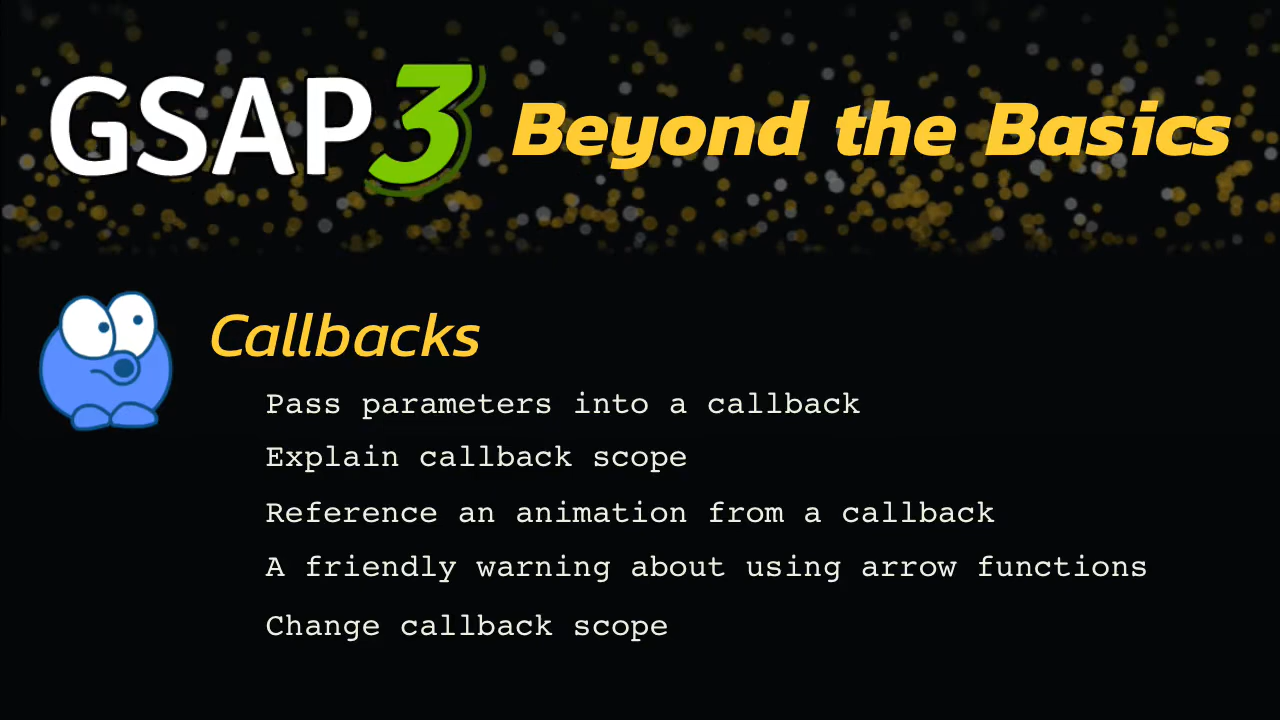 GSAP3 Beyond the Basics
Callbacks
Pass parameters into a callback
Explain callback scope
Reference an animation from a callback
A friendly warning about using arrow functions
Change callback scope